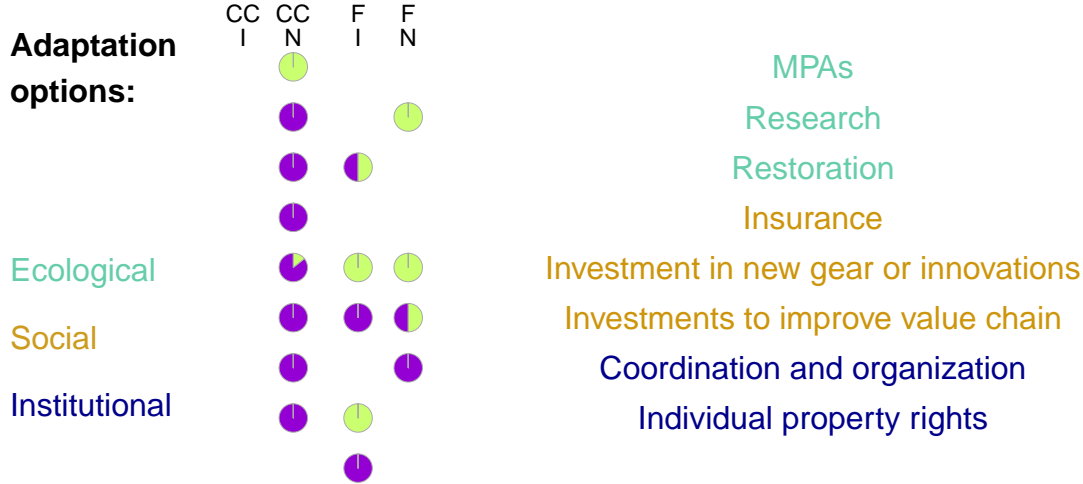 CC CC F F
I N I N
Adaptation
options:
MPAs
Research
Restoration
Insurance
Ecological
Investment in new gear or innovations
Social
Investments to improve value chain
Coordination and organization
Institutional
Individual property rights